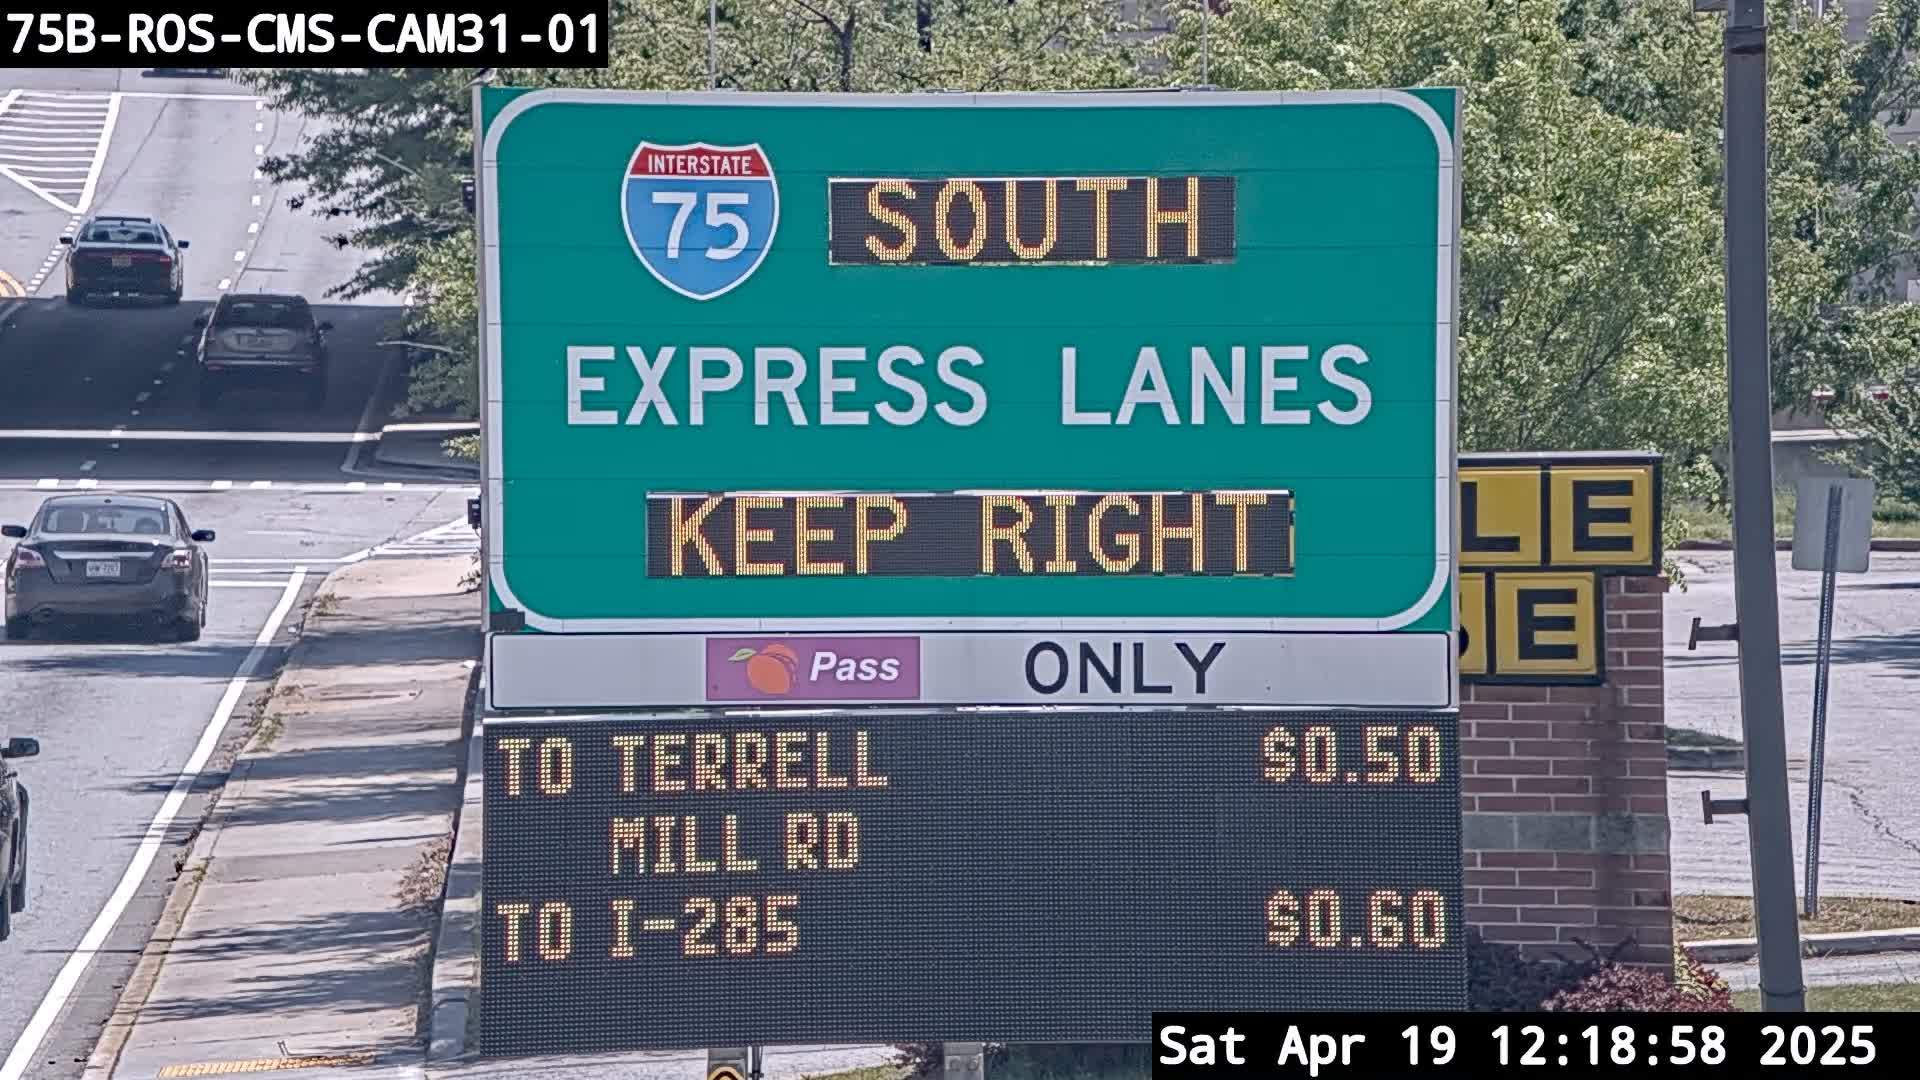 75B-ROS-CMS-CAM31-01
INTERSTATE
75
SOUTH
EXPRESS LANES
KEEP RIGHT
Pass ONLY
TO TERRELL $0.50
MILL RD
TO I-285 $0.60
LE
E
Sat Apr 19 12:18:58 2025